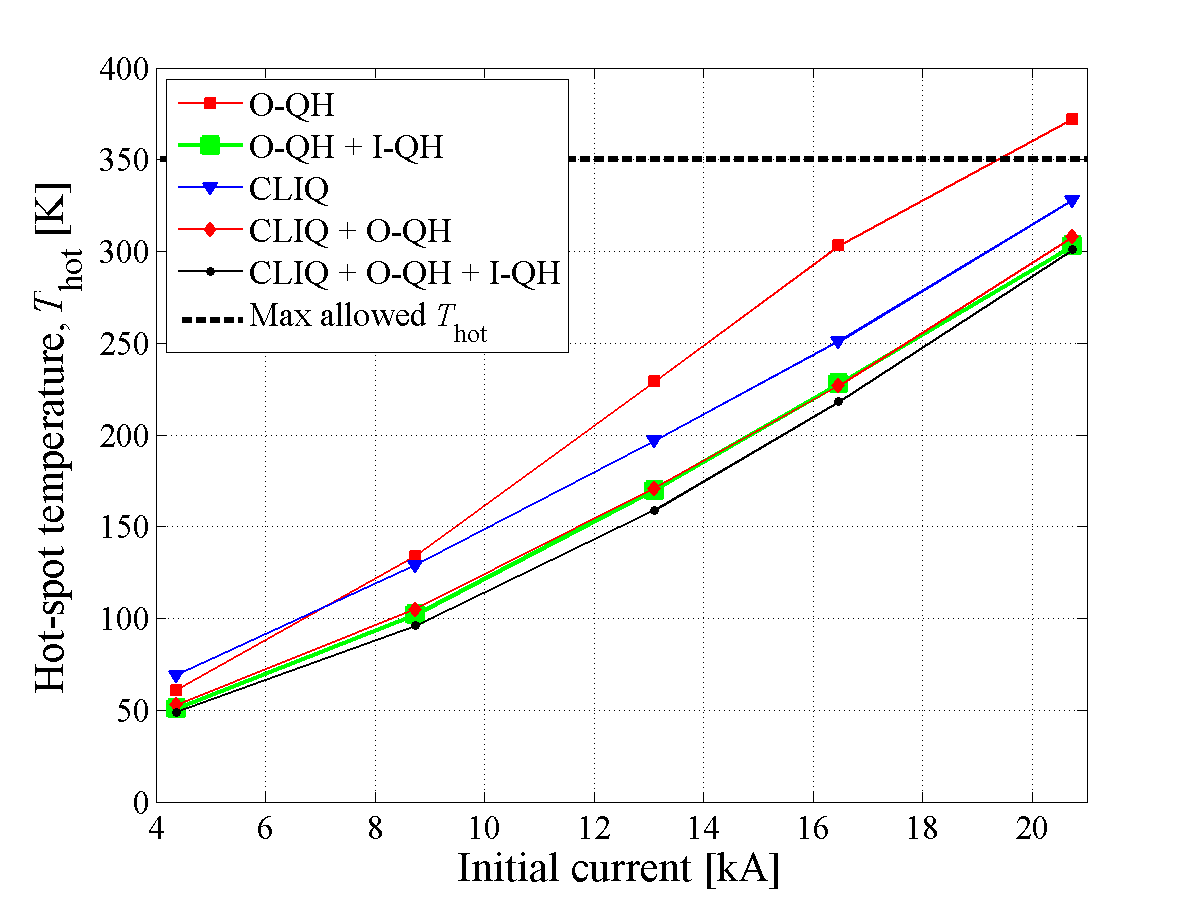 400
350
300
250
200
150
100
50
0
Hot-spot temperature, T_hot [K]
O-QH
O-QH + I-QH
CLIQ
CLIQ + O-QH
CLIQ + O-QH + I-QH
Max allowed T_hot
4 6 8 10 12 14 16 18 20
Initial current [kA]